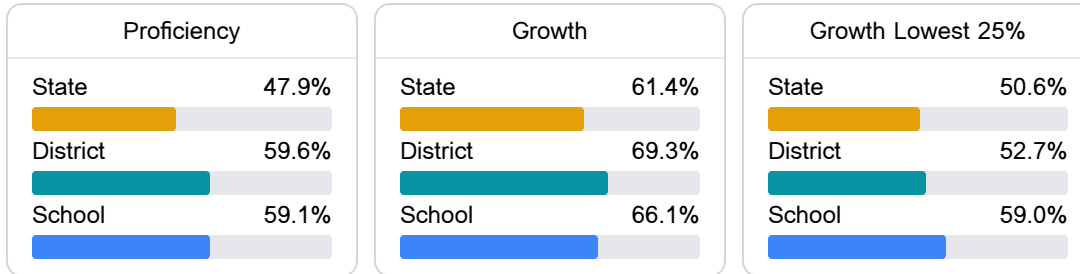 Proficiency
State 47.9%
District 59.6%
School 59.1%
Growth
State 61.4%
District 69.3%
School 66.1%
Growth Lowest 25%
State 50.6%
District 52.7%
School 59.0%